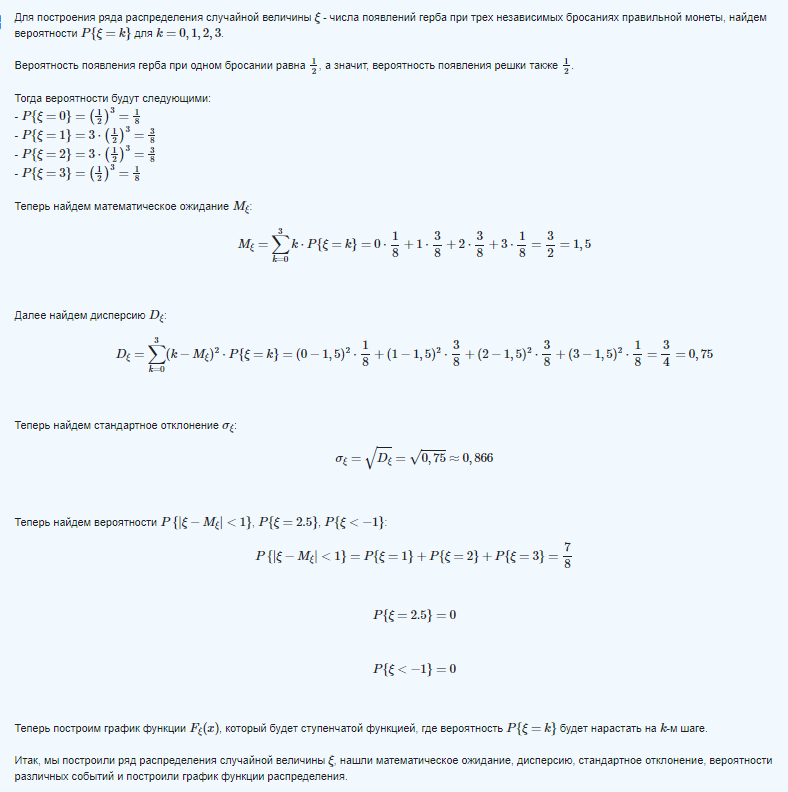 Для построения ряда распределения случайной величины ξ - числа появлений герба при трех независимых бросаниях правильной монеты, найдем
вероятности P{ξ = k} для k = 0, 1, 2, 3.
Вероятность появления герба при одном бросании равна 1/2, а значит, вероятность появления решки также 1/2.
Тогда вероятности будут следующими:
- P{ξ = 0} = (1/2)³ = 1/8
- P{ξ = 1} = 3 · (1/2)³ = 3/8
- P{ξ = 2} = 3 · (1/2)³ = 3/8
- P{ξ = 3} = (1/2)³ = 1/8
Теперь найдем математическое ожидание M_ξ:
M_ξ = ∑_{k=0}^{3} k · P{ξ = k} = 0 · 1/8 + 1 · 3/8 + 2 · 3/8 + 3 · 1/8 = 3/2 = 1, 5
Далее найдем дисперсию D_ξ:
D_ξ = ∑_{k=0}^{3} (k − M_ξ)² · P{ξ = k} = (0 − 1, 5)² · 1/8 + (1 − 1, 5)² · 3/8 + (2 − 1, 5)² · 3/8 + (3 − 1, 5)² · 1/8 = 3/4 = 0, 75
Теперь найдем стандартное отклонение σ_ξ:
σ_ξ = √D_ξ = √0, 75 ≈ 0, 866
Теперь найдем вероятности P {|ξ − M_ξ| < 1}, P{ξ = 2.5}, P{ξ < −1}:
P {|ξ − M_ξ| < 1} = P{ξ = 1} + P{ξ = 2} + P{ξ = 3} = 7/8
P{ξ = 2.5} = 0
P{ξ < −1} = 0
Теперь построим график функции F_ξ(x), который будет ступенчатой функцией, где вероятность P{ξ = k} будет нарастать на k-м шаге.
Итак, мы построили ряд распределения случайной величины ξ, нашли математическое ожидание, дисперсию, стандартное отклонение, вероятности
различных событий и построили график функции распределения.